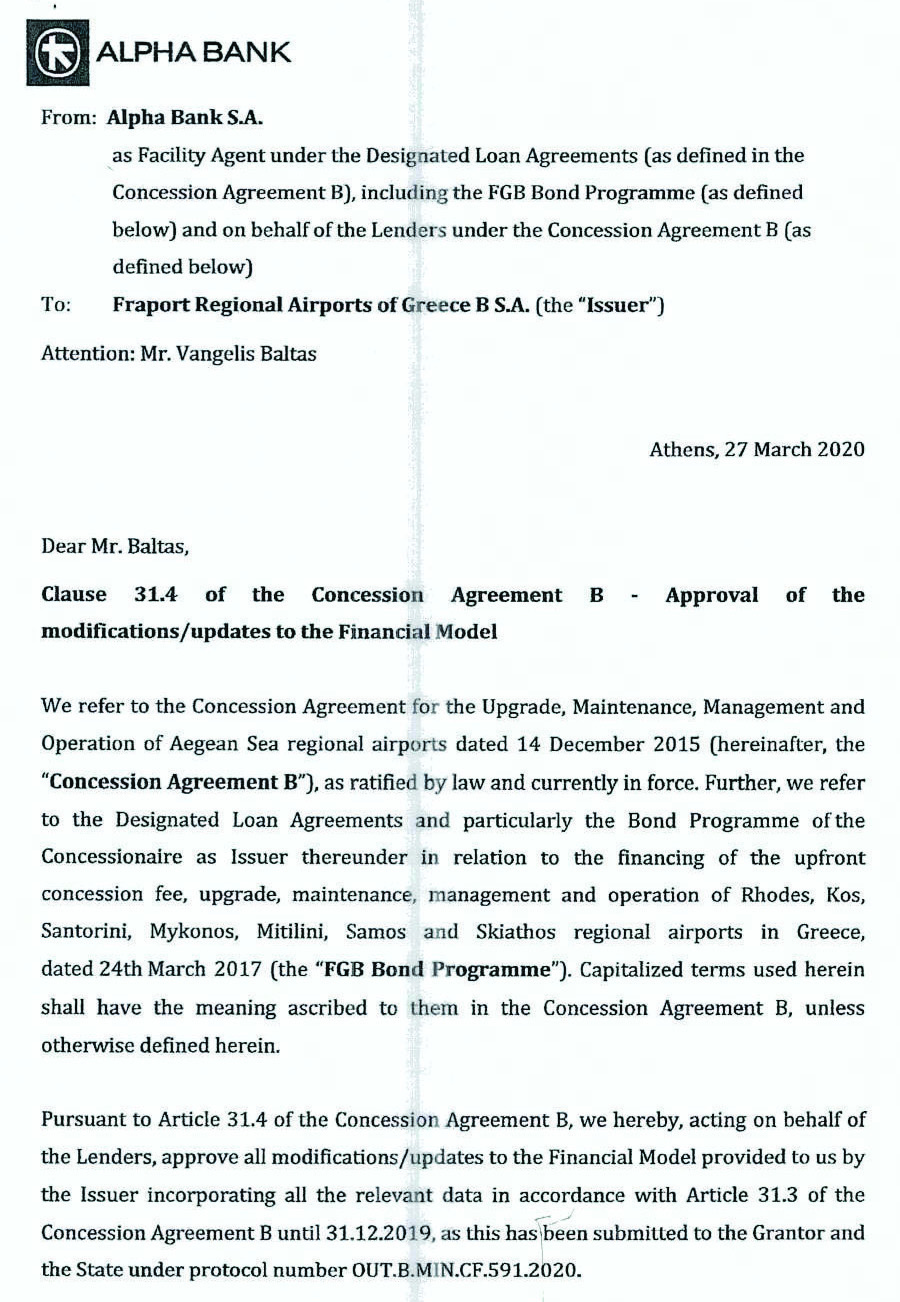 ALPHA BANK
From: Alpha Bank S.A.
as Facility Agent under the Designated Loan Agreements (as defined in the
Concession Agreement B), including the FGB Bond Programme (as defined
below) and on behalf of the Lenders under the Concession Agreement B (as
defined below)
To: Fraport Regional Airports of Greece B S.A. (the “Issuer”)
Attention: Mr. Vangelis Baltas
Athens, 27 March 2020
Dear Mr. Baltas,
Clause 31.4 of the Concession Agreement B - Approval of the
modifications/updates to the Financial Model
We refer to the Concession Agreement for the Upgrade, Maintenance, Management and
Operation of Aegean Sea regional airports dated 14 December 2015 (hereinafter, the
“Concession Agreement B”), as ratified by law and currently in force. Further, we refer
to the Designated Loan Agreements and particularly the Bond Programme of the
Concessionaire as Issuer thereunder in relation to the financing of the upfront
concession fee, upgrade, maintenance, management and operation of Rhodes, Kos,
Santorini, Mykonos, Mitilini, Samos and Skiathos regional airports in Greece,
dated 24th March 2017 (the “FGB Bond Programme”). Capitalized terms used herein
shall have the meaning ascribed to them in the Concession Agreement B, unless
otherwise defined herein.
Pursuant to Article 31.4 of the Concession Agreement B, we hereby, acting on behalf of
the Lenders, approve all modifications/updates to the Financial Model provided to us by
the Issuer incorporating all the relevant data in accordance with Article 31.3 of the
Concession Agreement B until 31.12.2019, as this has been submitted to the Grantor and
the State under protocol number OUT.B.MIN.CF.591.2020.